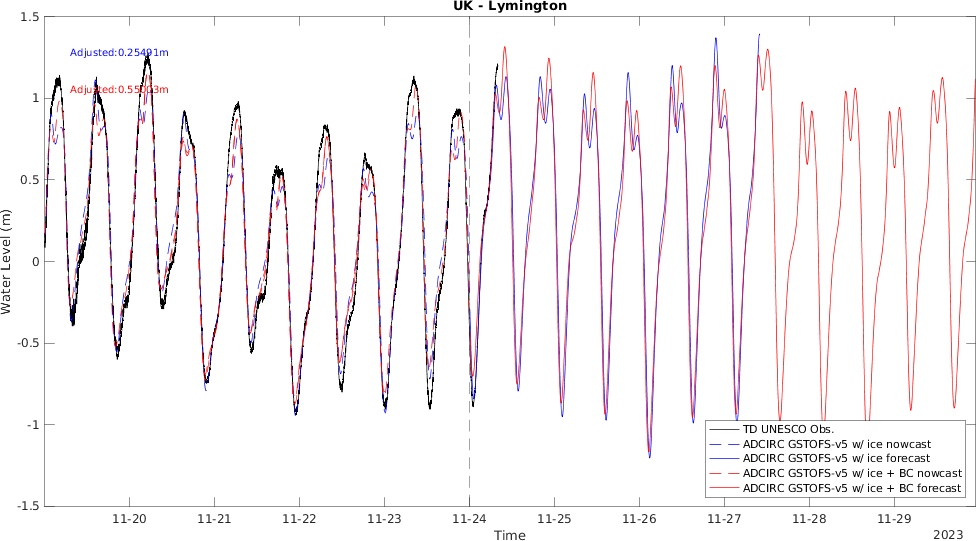 UK - Lymington
1.5
1
0.5
0
-0.5
-1
-1.5
Water Level (m)
Adjusted:0.25491m
TD UNESCO Obs.
ADCIRC GSTOFS-v5 w/ ice nowcast
ADCIRC GSTOFS-v5 w/ ice forecast
ADCIRC GSTOFS-v5 w/ ice + BC nowcast
ADCIRC GSTOFS-v5 w/ ice + BC forecast
11-20 11-21 11-22 11-23 11-24 11-25 11-26 11-27 11-28 11-29
Time
2023